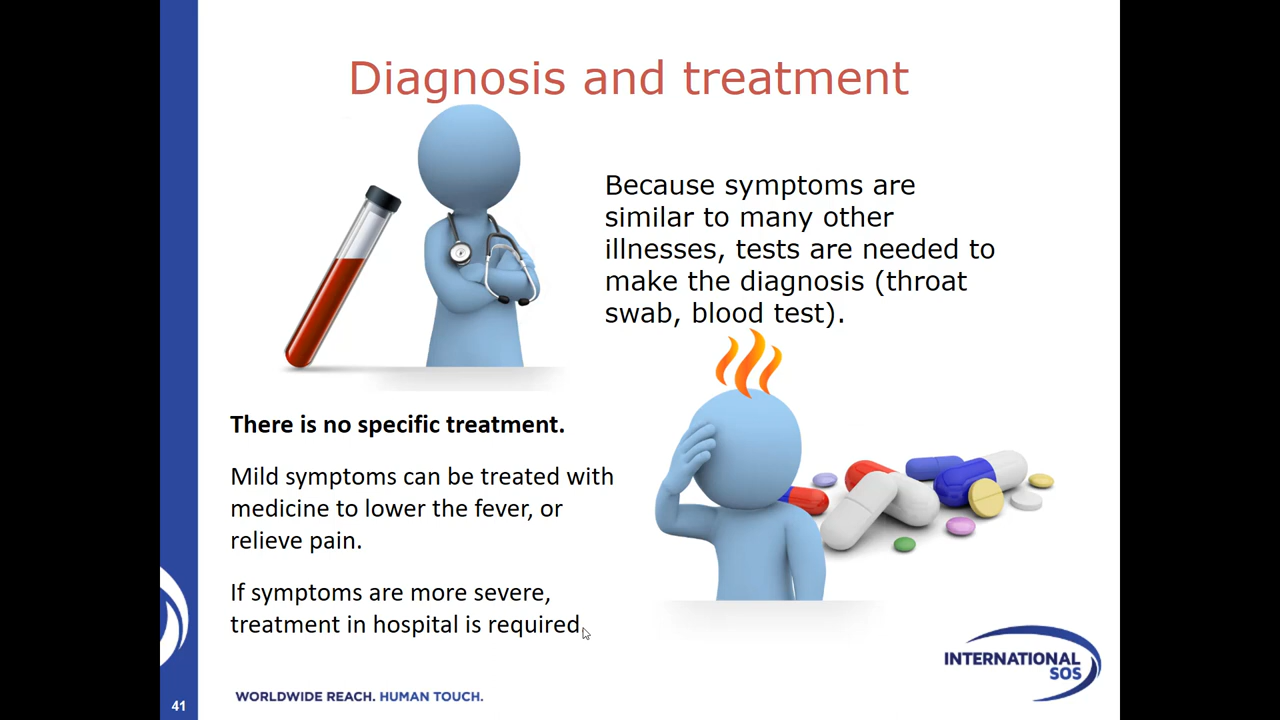 Diagnosis and treatment
Because symptoms are
similar to many other
illnesses, tests are needed to
make the diagnosis (throat
swab, blood test).
There is no specific treatment.
Mild symptoms can be treated with
medicine to lower the fever, or
relieve pain.
If symptoms are more severe,
treatment in hospital is required.
INTERNATIONAL
SOS
WORLDWIDE REACH. HUMAN TOUCH.
41